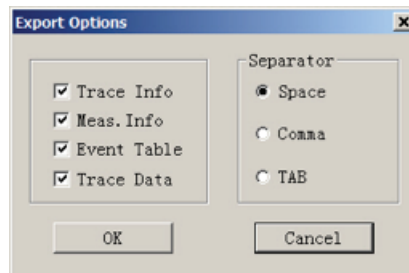 Export Options
Trace Info
Meas.Info
Event Table
Trace Data
Separator
Space
Comma
TAB
OK
Cancel